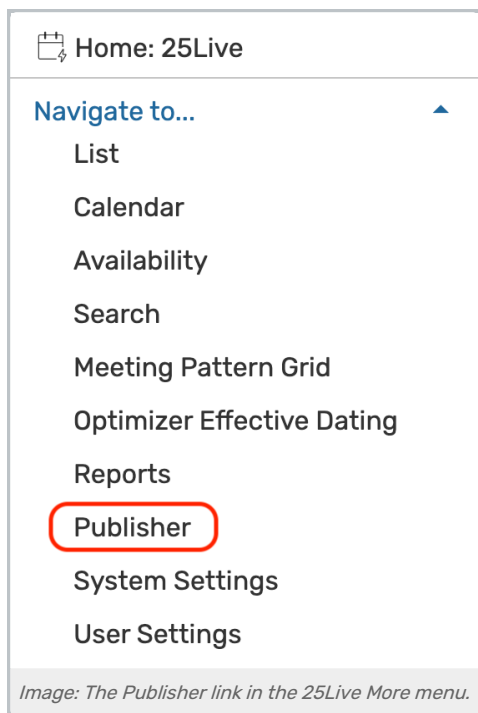 Home: 25Live
Navigate to...
List
Calendar
Availability
Search
Meeting Pattern Grid
Optimizer Effective Dating
Reports
Publisher
System Settings
User Settings
Image: The Publisher link in the 25Live More menu.